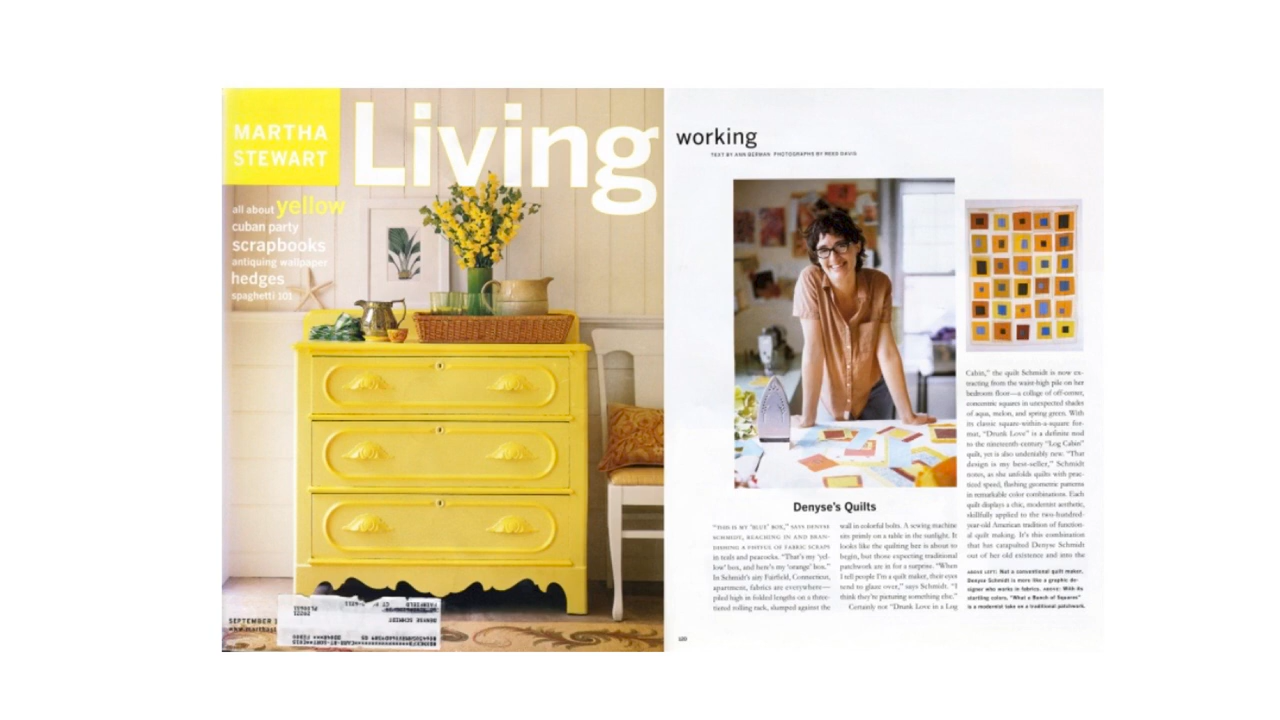 MARTHA
STEWART
Living
all about yellow
cuban party
scrapbooks
antiquing wallpaper
hedges
spaghetti 101
SEPTEMBER
DENYSE SCHMIDT
FAIRFIELD CT
working
TEXT BY ANN BERMAN PHOTOGRAPHS BY REED DAVIS
Denyse's Quilts
"THIS IS MY 'BLUE' BOX," SAYS DENYSE
SCHMIDT, REACHING IN AND BRAN-
DISHING A FISTFUL OF FABRIC SCRAPS
in teals and peacocks. "That's my 'yel-
low' box, and here's my 'orange' box."
In Schmidt's airy Fairfield, Connecticut,
apartment, fabrics are everywhere—
piled high in folded lengths on a three-
tiered rolling rack, slumped against the
wall in colorful bolts. A sewing machine
sits primly on a table in the sunlight. It
looks like the quilting bee is about to
begin, but those expecting traditional
patchwork are in for a surprise. "When
I tell people I'm a quilt maker, their eyes
tend to glaze over," says Schmidt. "I
think they're picturing something else."
Certainly not "Drunk Love in a Log
Cabin," the quilt Schmidt is now ex-
tracting from the waist-high pile on her
bedroom floor—a collage of off-corner,
concentric squares in unexpected shades
of aqua, melon, and spring green. With
its classic square-within-a-square for-
mat, "Drunk Love" is a definite nod
to the nineteenth-century "Log Cabin"
quilt, yet is also undeniably new. "That
design is my best-seller," Schmidt
notes, as she unfolds quilts with prac-
ticed speed, flashing geometric patterns
in remarkable color combinations. Each
quilt displays a chic, modernist aesthetic,
skillfully applied to the two-hundred-
year-old American tradition of function-
al quilt making. It's this combination
that has catapulted Denyse Schmidt
out of her old existence and into the
ABOVE LEFT: Not a conventional quilt maker,
Denyse Schmidt is more like a graphic de-
signer who works in fabrics. ABOVE: With its
startling colors, "What a Bunch of Squares"
is a modernist take on a traditional patchwork.